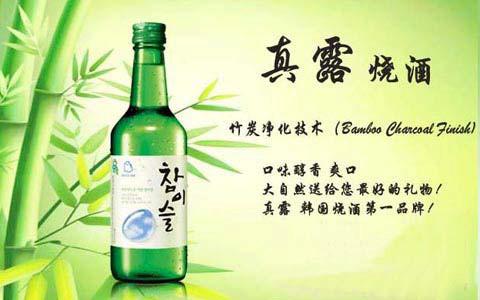 真露 烧酒
竹炭净化技术 (Bamboo Charcoal Finish)
口味醇香 爽口
大自然送给您最好的礼物!
真露 韩国烧酒第一品牌!
참이슬